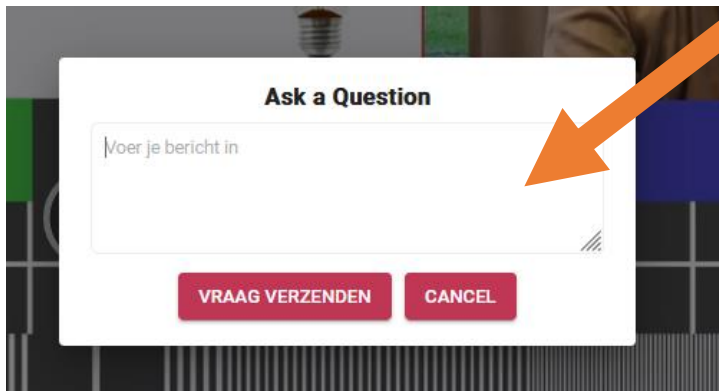 Ask a Question
Voer je bericht in
VRAAG VERZENDEN CANCEL